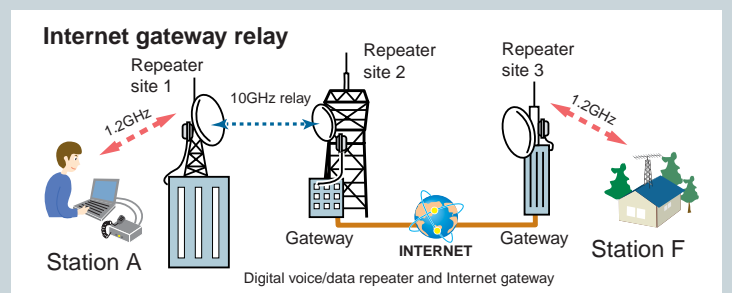 Internet gateway relay
Repeater
site 1
Repeater
site 2
Repeater
site 3
1.2GHz
10GHz relay
1.2GHz
Gateway
INTERNET
Gateway
Station A
Station F
Digital voice/data repeater and Internet gateway